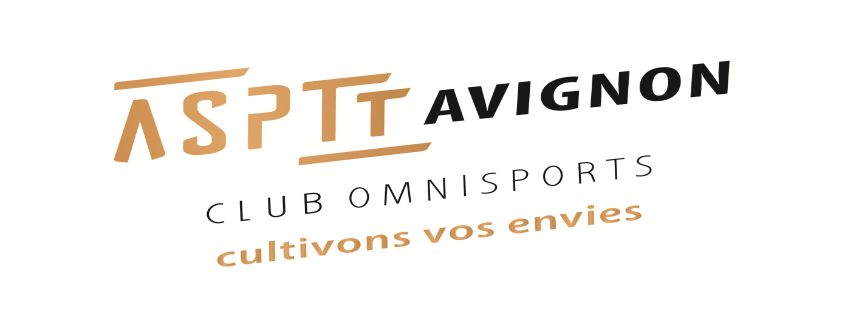 ASPTT AVIGNON
CLUB OMNISPORTS
cultivons vos envies